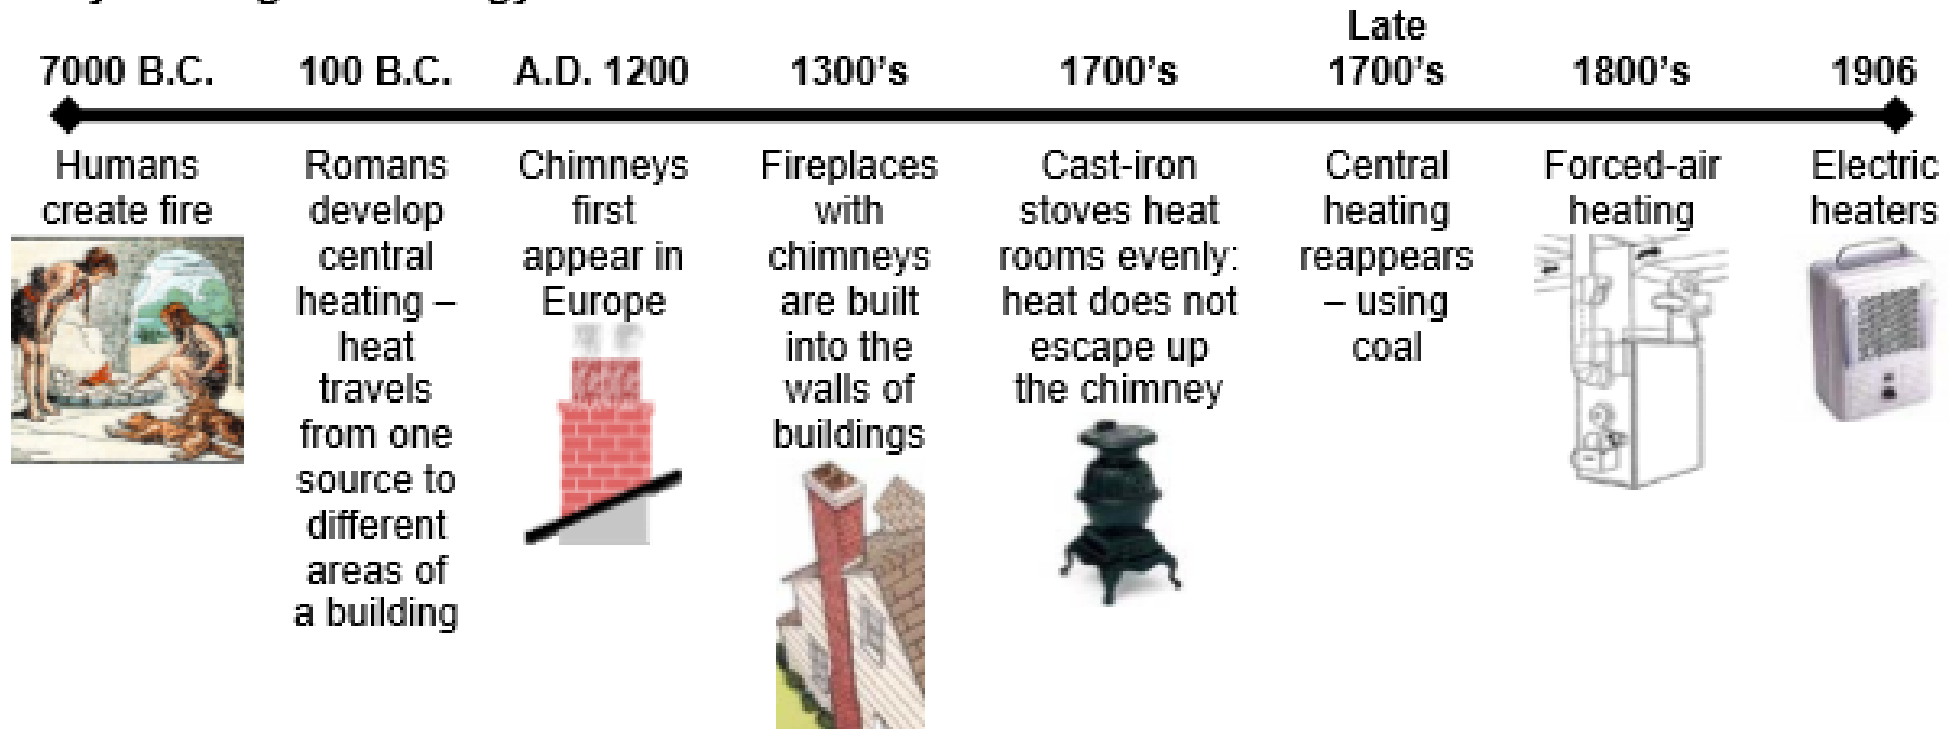 7000 B.C.
Humans
create fire
100 B.C.
Romans
develop
central
heating –
heat
travels
from one
source to
different
areas of
a building
A.D. 1200
Chimneys
first
appear in
Europe
1300's
Fireplaces
with
chimneys
are built
into the
walls of
buildings
1700's
Cast-iron
stoves heat
rooms evenly:
heat does not
escape up
the chimney
Late
1700's
Central
heating
reappears
– using
coal
1800's
Forced-air
heating
1906
Electric
heaters